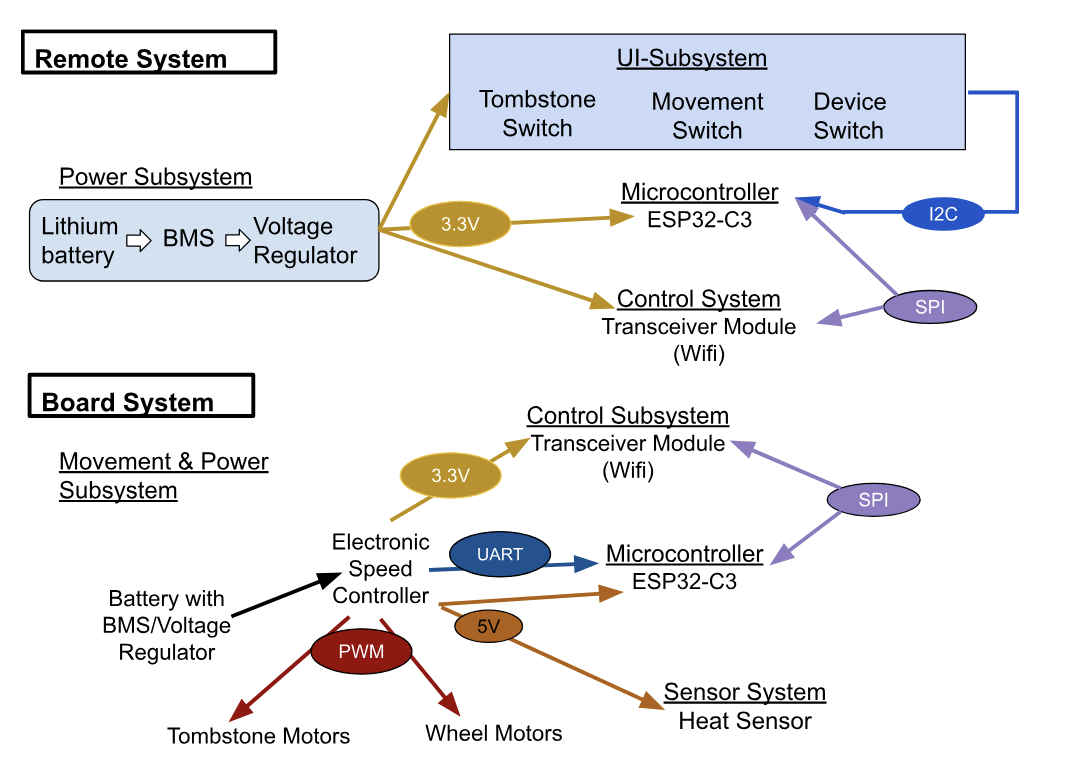 Remote System
UI-Subsystem
Tombstone Switch
Movement Switch
Device Switch
Power Subsystem
Lithium battery
BMS
Voltage Regulator
3.3V
Microcontroller
ESP32-C3
I2C
Control System
Transceiver Module
(Wifi)
SPI
Board System
Movement & Power
Subsystem
Control Subsystem
Transceiver Module
(Wifi)
3.3V
SPI
Electronic
Speed
Controller
UART
Microcontroller
ESP32-C3
Battery with
BMS/Voltage
Regulator
5V
PWM
Sensor System
Heat Sensor
Tombstone Motors
Wheel Motors